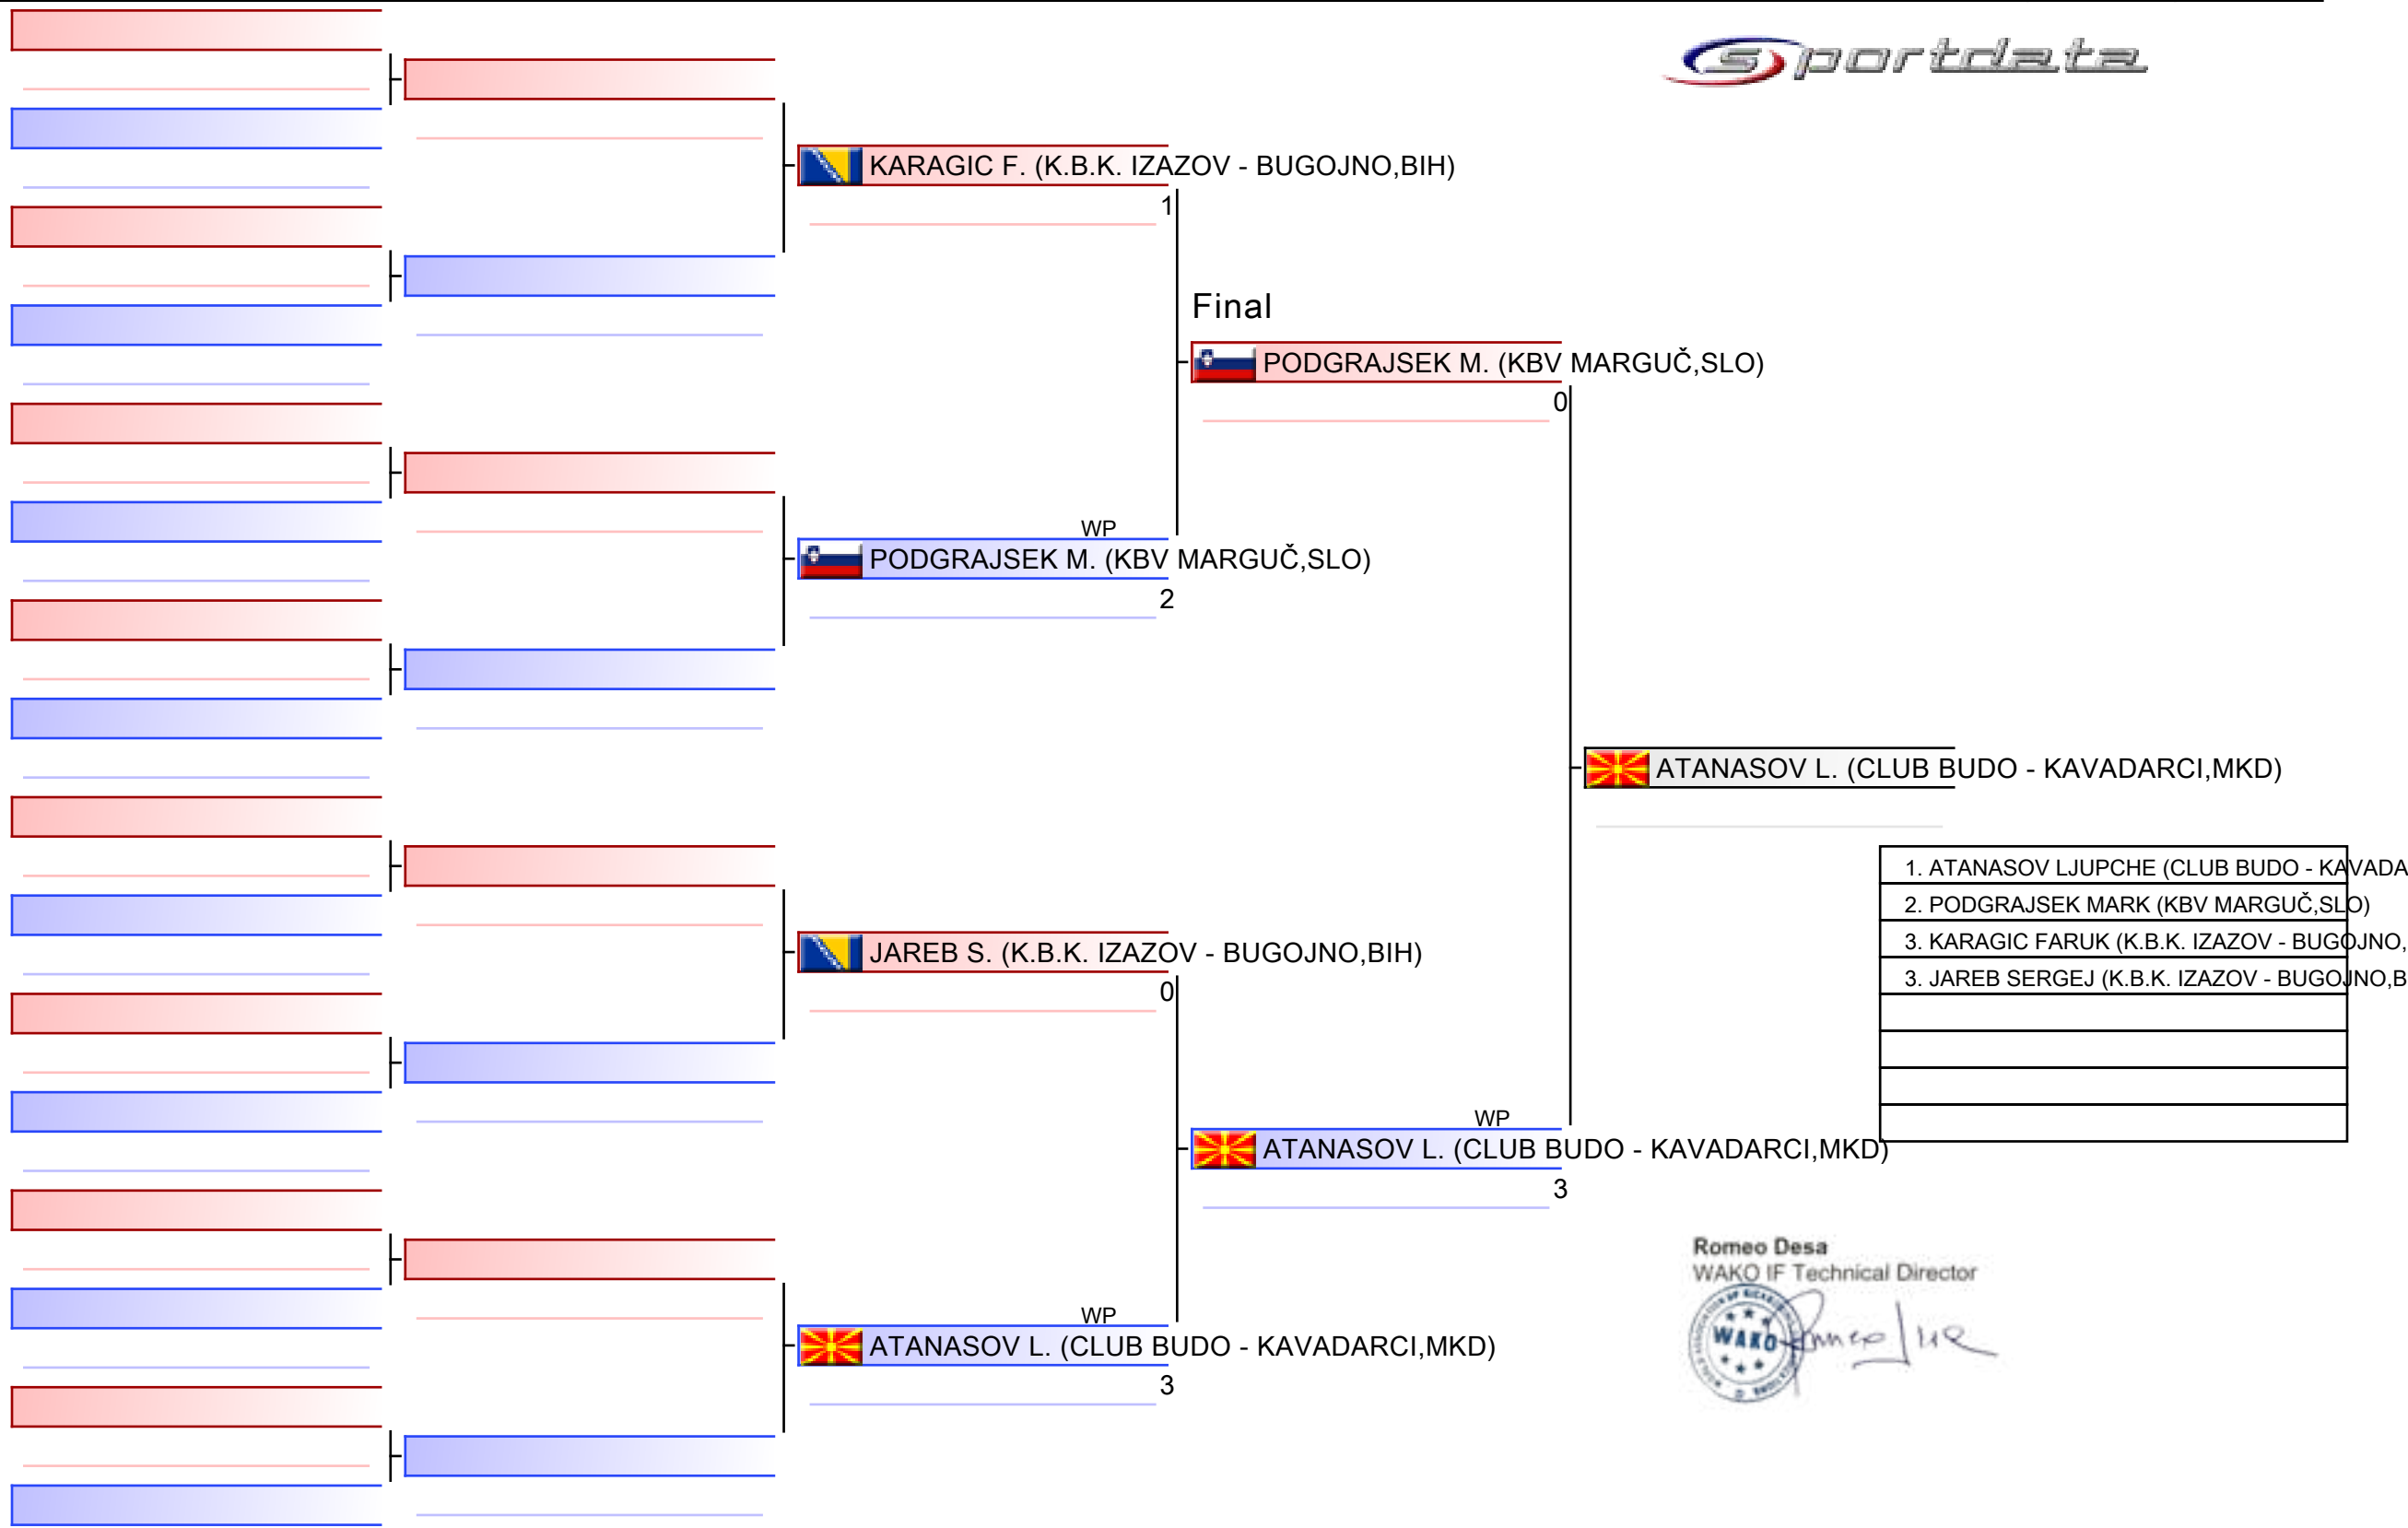 sportdata
KARAGIC F. (K.B.K. IZAZOV - BUGOJNO,BIH)
1
Final
PODGRAJSEK M. (KBV MARGUČ,SLO)
0
WP
PODGRAJSEK M. (KBV MARGUČ,SLO)
2
ATANASOV L. (CLUB BUDO - KAVADARCI,MKD)
1. ATANASOV LJUPCHE (CLUB BUDO - KAVADA
2. PODGRAJSEK MARK (KBV MARGUČ,SLO)
3. KARAGIC FARUK (K.B.K. IZAZOV - BUGOJNO,
3. JAREB SERGEJ (K.B.K. IZAZOV - BUGOJNO,B
JAREB S. (K.B.K. IZAZOV - BUGOJNO,BIH)
0
WP
ATANASOV L. (CLUB BUDO - KAVADARCI,MKD)
3
WP
ATANASOV L. (CLUB BUDO - KAVADARCI,MKD)
3
Romeo Desa
WAKO IF Technical Director
WAKO